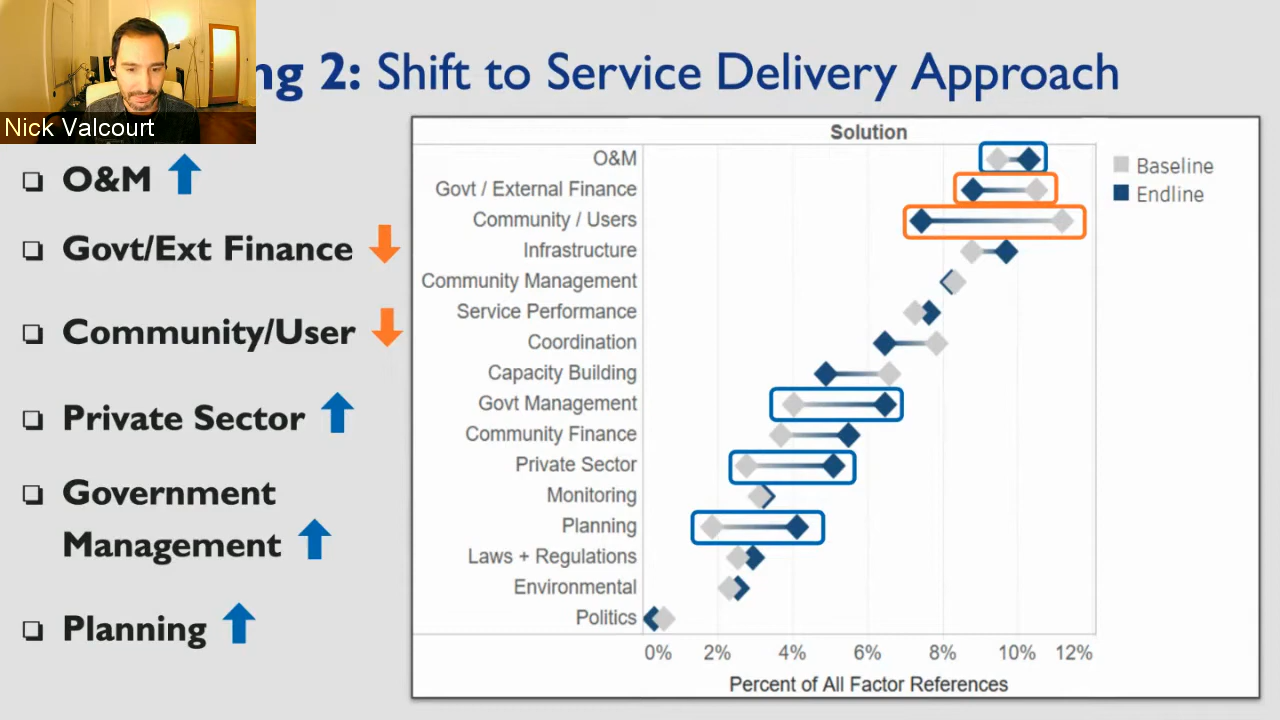 ng 2: Shift to Service Delivery Approach
Nick Valcourt
O&M
Govt/Ext Finance
Community/User
Private Sector
Government
Management
Planning
Solution
O&M
Govt / External Finance
Community / Users
Infrastructure
Community Management
Service Performance
Coordination
Capacity Building
Govt Management
Community Finance
Private Sector
Monitoring
Planning
Laws + Regulations
Environmental
Politics
0% 2% 4% 6% 8% 10% 12%
Percent of All Factor References
Baseline
Endline